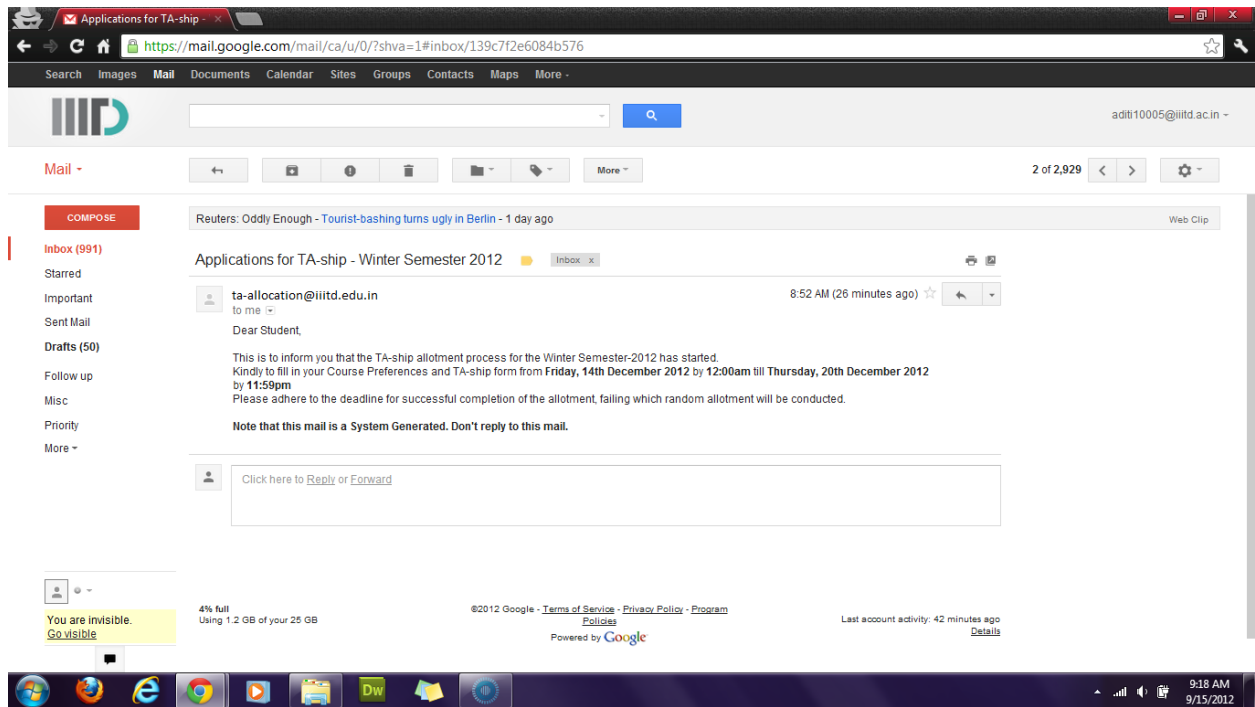 Applications for TA-ship - ×
https://mail.google.com/mail/ca/u/0/?shva=1#inbox/139c7f2e6084b576
Search Images Mail Documents Calendar Sites Groups Contacts Maps More
IIID
aditi10005@iiitd.ac.in
Mail
More
2 of 2,929
COMPOSE
Reuters: Oddly Enough - Tourist-bashing turns ugly in Berlin - 1 day ago
Web Clip
Inbox (991)
Starred
Important
Sent Mail
Drafts (50)
Follow up
Misc
Priority
More
Applications for TA-ship - Winter Semester 2012
Inbox x
ta-allocation@iiitd.edu.in
8:52 AM (26 minutes ago)
to me
Dear Student,
This is to inform you that the TA-ship allotment process for the Winter Semester-2012 has started.
Kindly to fill in your Course Preferences and TA-ship form from Friday, 14th December 2012 by 12:00am till Thursday, 20th December 2012
by 11:59pm
Please adhere to the deadline for successful completion of the allotment, failing which random allotment will be conducted.
Note that this mail is a System Generated. Don't reply to this mail.
Click here to Reply or Forward
You are invisible.
Go visible
4% full
Using 1.2 GB of your 25 GB
©2012 Google - Terms of Service - Privacy Policy - Program
Policies
Powered by Google
Last account activity: 42 minutes ago
Details
Dw
9:18 AM
9/15/2012